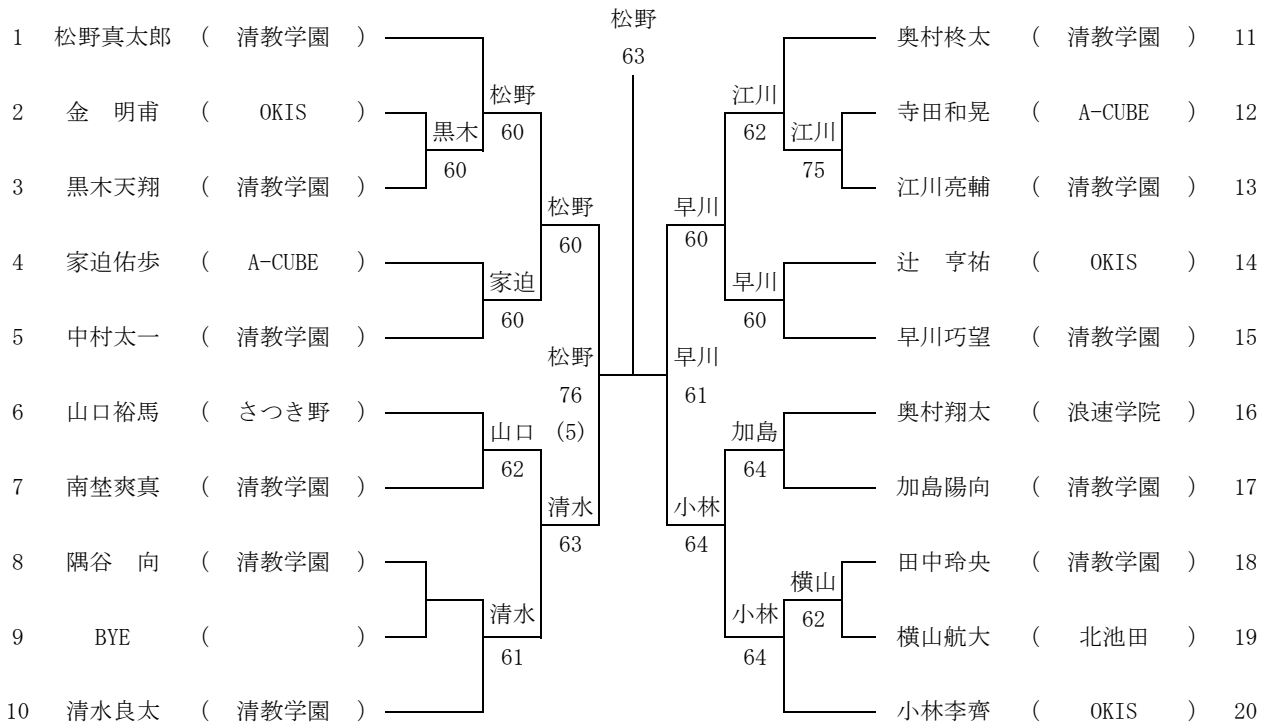 松野
63
1 松野真太郎 ( 清教学園 )
奥村柊太 ( 清教学園 ) 11
松野
60
江川
62
2 金 明甫 ( OKIS )
寺田和晃 ( A-CUBE ) 12
黒木
60
江川
75
3 黒木天翔 ( 清教学園 )
江川亮輔 ( 清教学園 ) 13
松野
60
早川
60
4 家迫佑歩 ( A-CUBE )
辻 亨祐 ( OKIS ) 14
家迫
60
早川
60
5 中村太一 ( 清教学園 )
早川巧望 ( 清教学園 ) 15
松野
76
(5)
早川
61
6 山口裕馬 ( さつき野 )
奥村翔太 ( 浪速学院 ) 16
山口
62
加島
64
7 南埜爽真 ( 清教学園 )
加島陽向 ( 清教学園 ) 17
清水
63
小林
64
8 隅谷 向 ( 清教学園 )
田中玲央 ( 清教学園 ) 18
横山
62
清水
61
小林
64
9 BYE ( )
横山航大 ( 北池田 ) 19
10 清水良太 ( 清教学園 )
小林李齊 ( OKIS ) 20